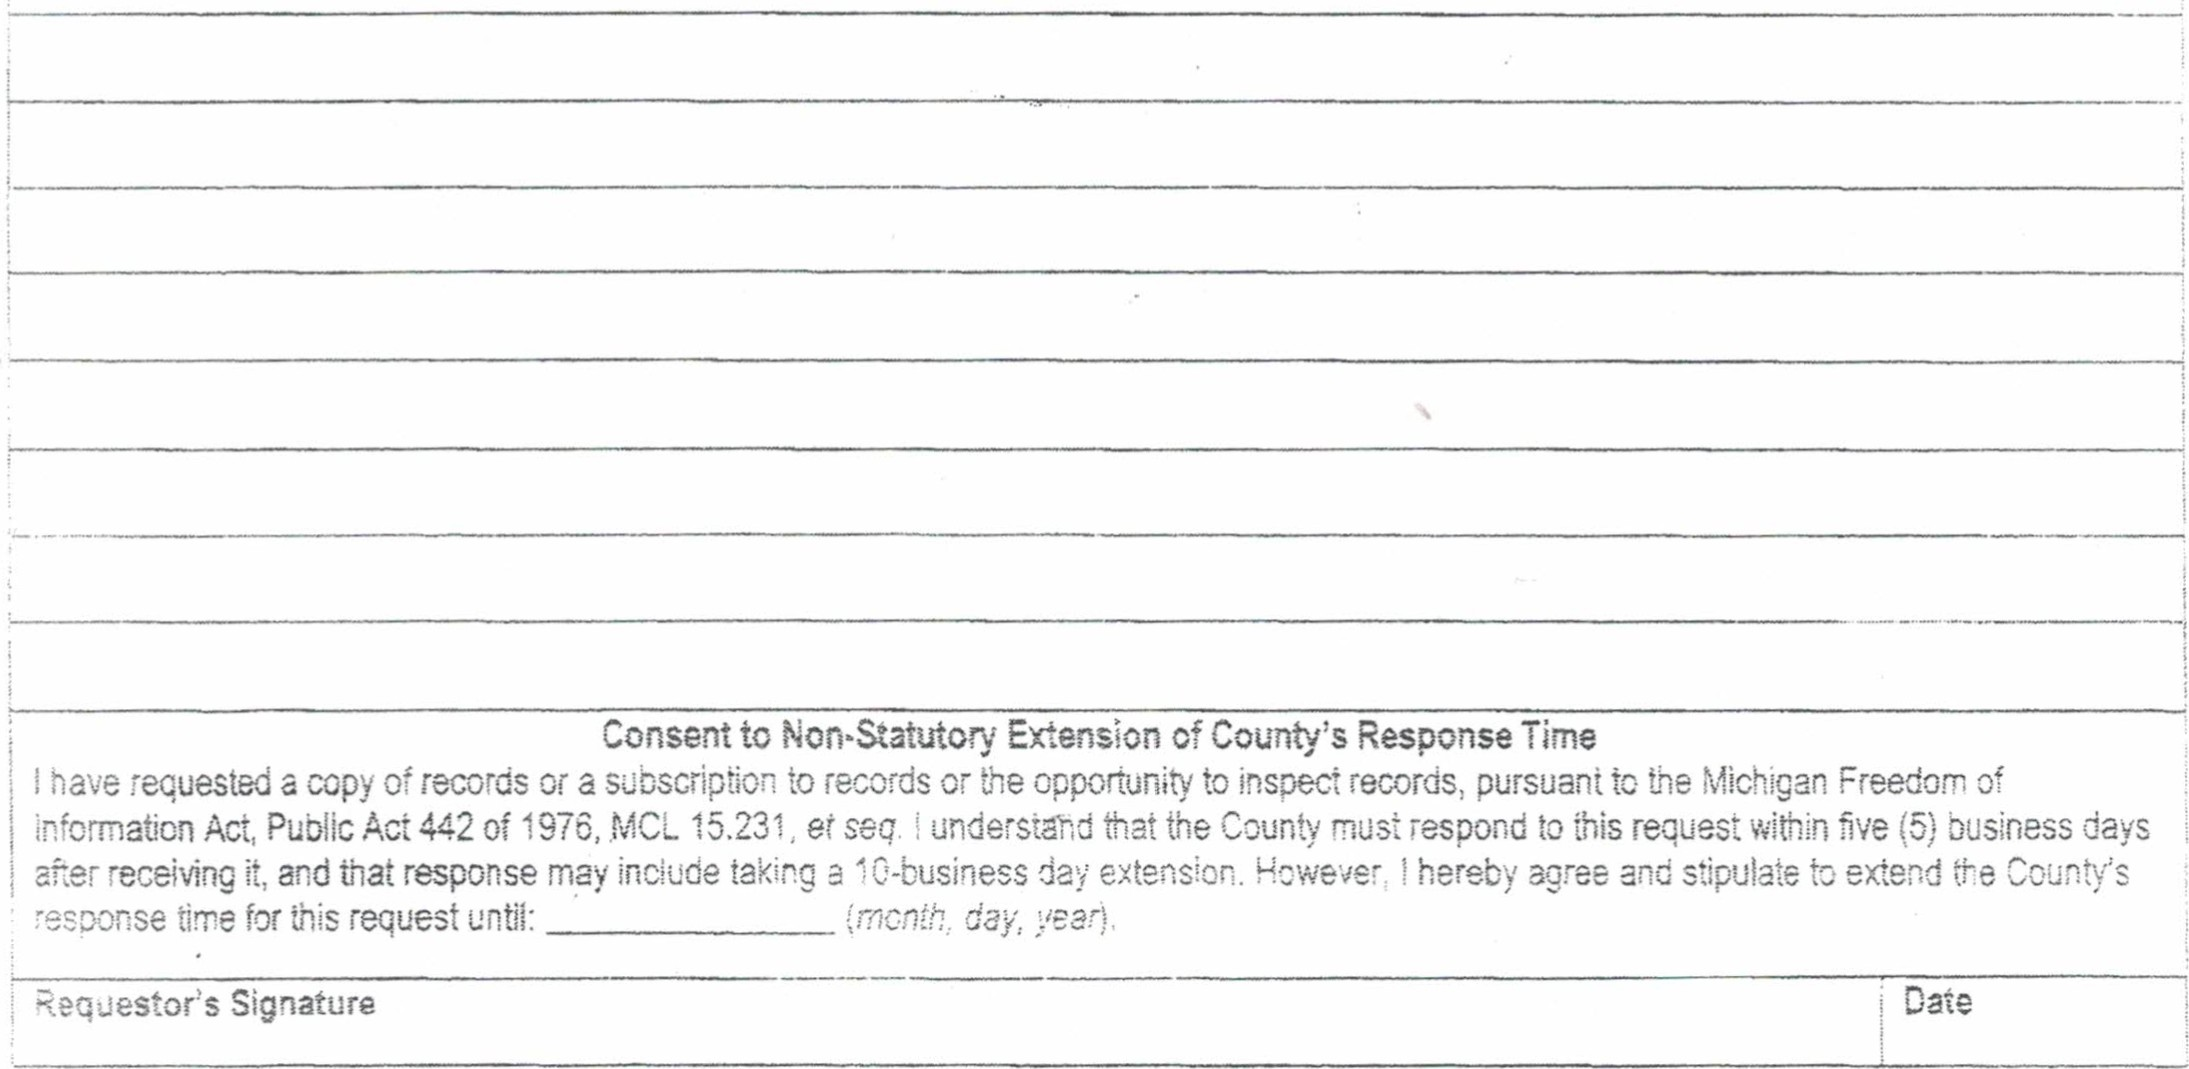 Consent to Non-Statutory Extension of County's Response Time
I have requested a copy of records or a subscription to records or the opportunity to inspect records, pursuant to the Michigan Freedom of
Information Act, Public Act 442 of 1976, MCL 15.231, et seq. I understand that the County must respond to this request within five (5) business days
after receiving it, and that response may include taking a 10-business day extension. However, I hereby agree and stipulate to extend the County's
response time for this request until: ________________ (month, day, year).
Requestor's Signature
Date